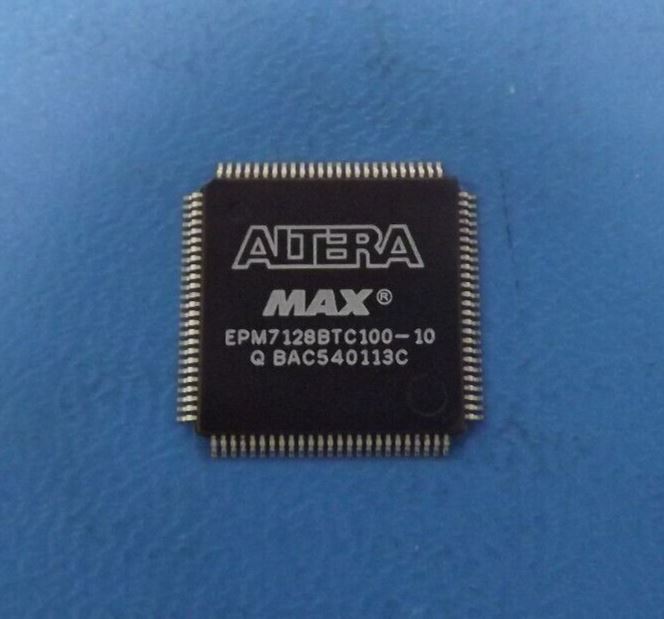 ALTERA
MAX®
EPM7128BTC100-10
Q BAC540113C